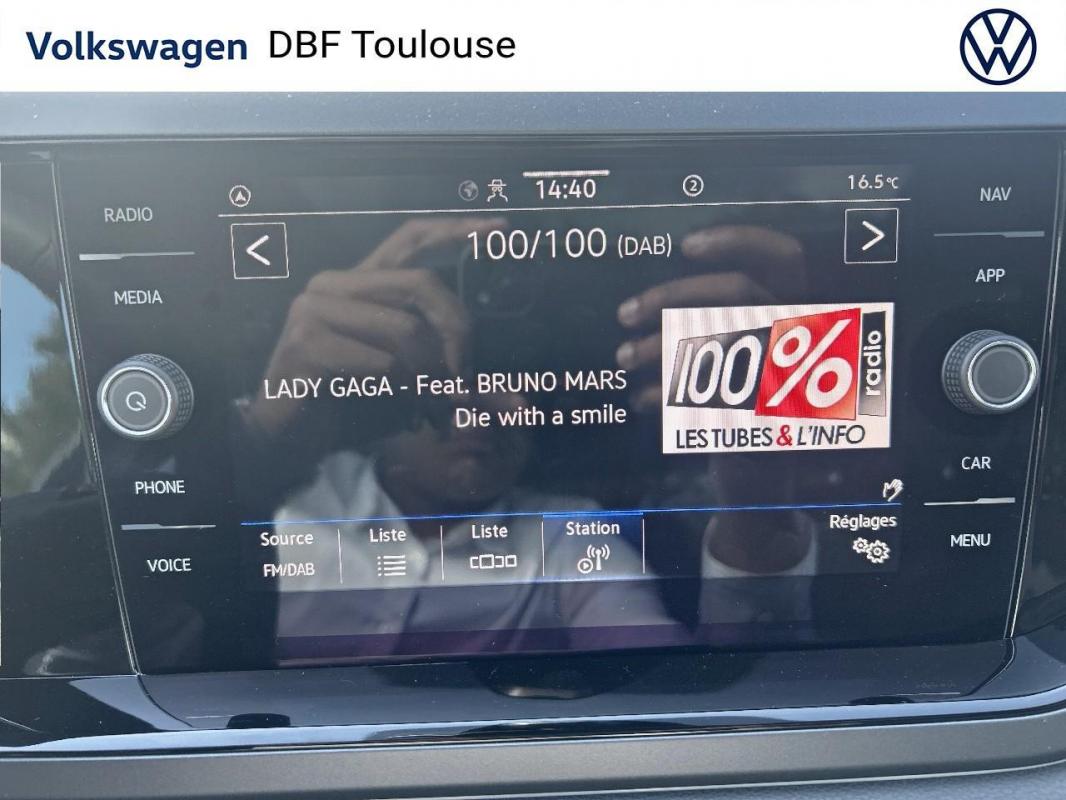 Volkswagen DBF Toulouse
RADIO
MEDIA
PHONE
VOICE
14:40
2
16.5°C
100/100 (DAB)
LADY GAGA - Feat. BRUNO MARS
Die with a smile
100% radio
LES TUBES & L'INFO
Source
FM/DAB
Liste
Liste
Station
Réglages
NAV
APP
CAR
MENU